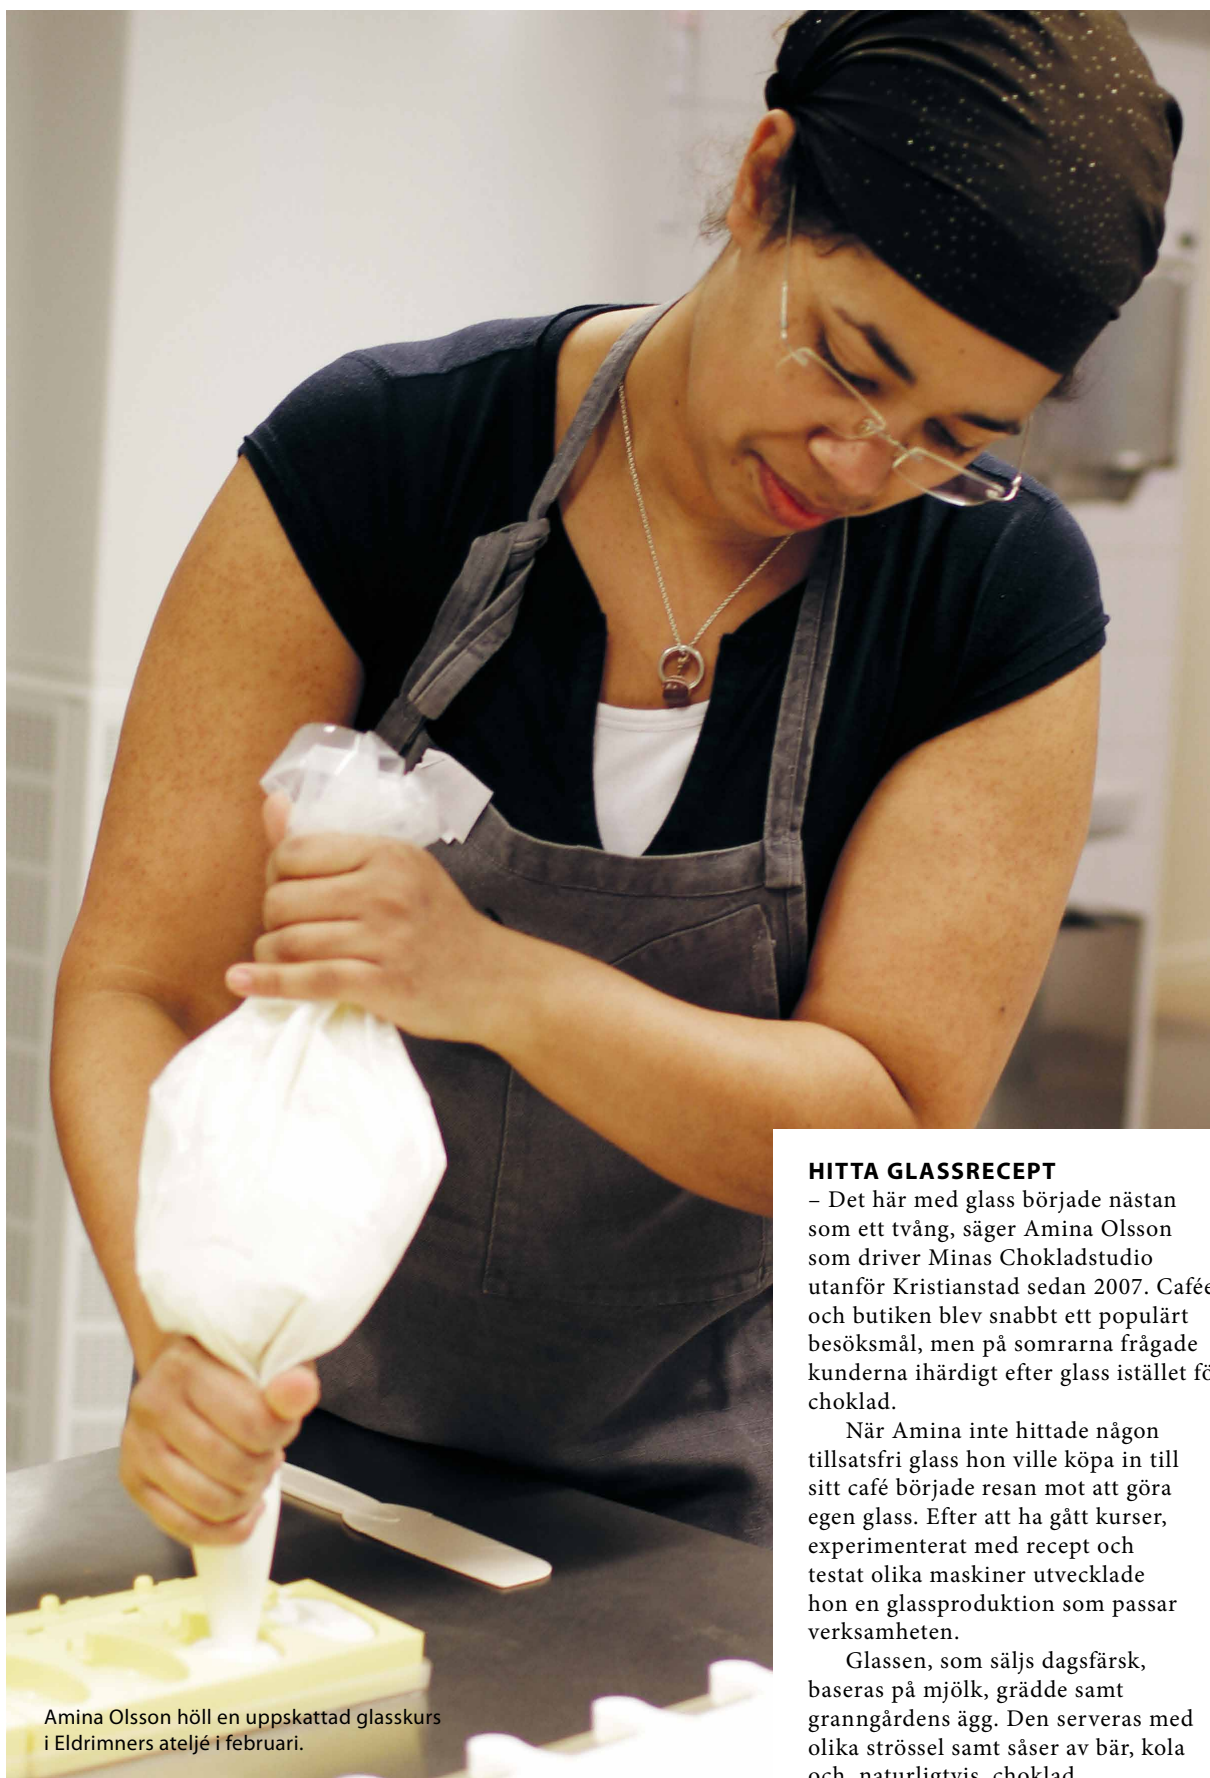 HITTA GLASSRECEPT
– Det här med glass började nästan
som ett tvång, säger Amina Olsson
som driver Minas Chokladstudio
utanför Kristianstad sedan 2007. Cafée
och butiken blev snabbt ett populärt
besöksmål, men på somrarna frågade
kunderna ihärdigt efter glass istället fö
choklad.
När Amina inte hittade någon
tillsatsfri glass hon ville köpa in till
sitt café började resan mot att göra
egen glass. Efter att ha gått kurser,
experimenterat med recept och
testat olika maskiner utvecklade
hon en glassproduktion som passar
verksamheten.
Glassen, som säljs dagsfärsk,
baseras på mjölk, grädde samt
granngårdens ägg. Den serveras med
olika strössel samt såser av bär, kola
och, naturligtvis, choklad.
Amina Olsson höll en uppskattad glasskurs
i Eldrimners ateljé i februari.